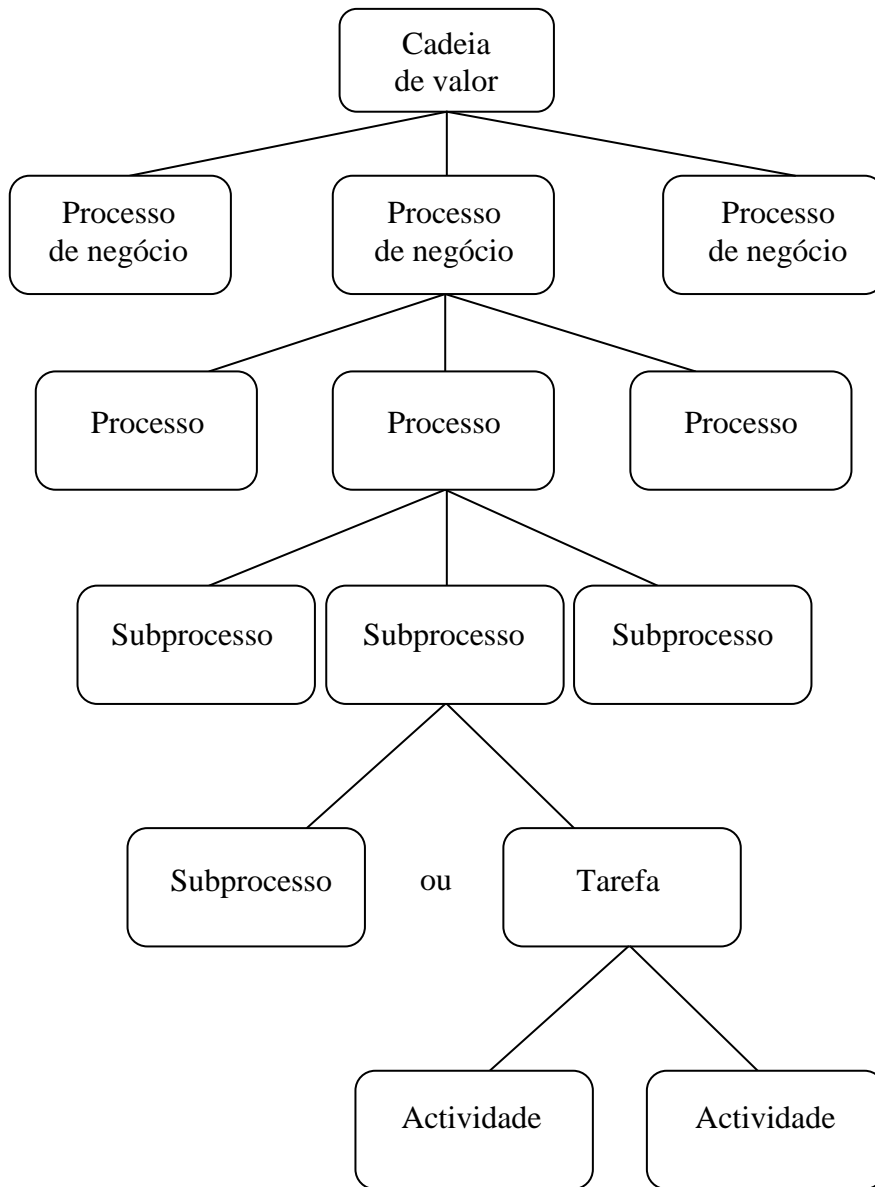 Cadeia
de valor
Processo
de negócio
Processo
de negócio
Processo
de negócio
Processo
Processo
Processo
Subprocesso
Subprocesso
Subprocesso
Subprocesso
ou
Tarefa
Actividade
Actividade